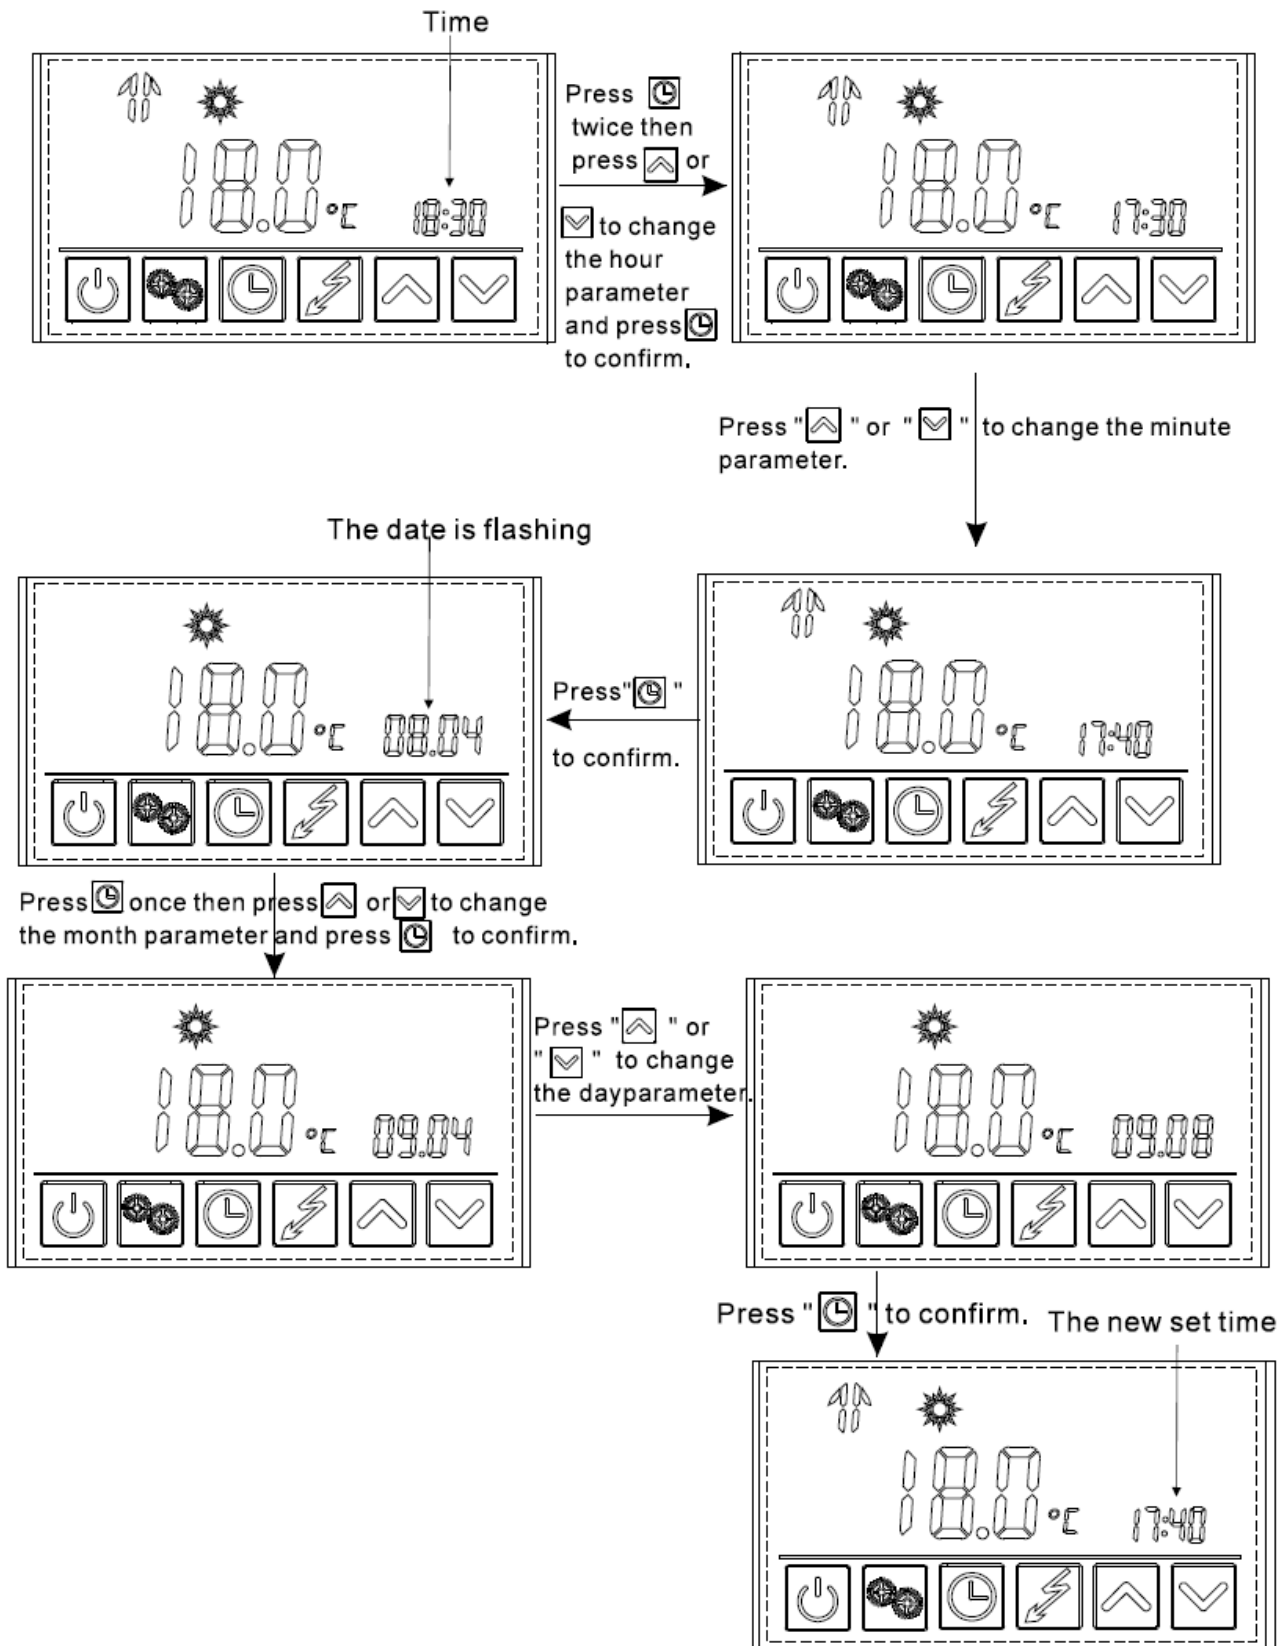 Time
18.0 °C 18:30
Press
twice then
press or
to change
the hour
parameter
and press
to confirm.
18.0 °C 17:30
Press " " or " " to change the minute
parameter.
18.0 °C 17:40
Press" "
to confirm.
The date is flashing
18.0 °C 08.04
Press once then press or to change
the month parameter and press to confirm.
18.0 °C 09.04
Press " " or
" " to change
the dayparameter.
18.0 °C 09.08
Press " " to confirm.
The new set time
18.0 °C 17:40